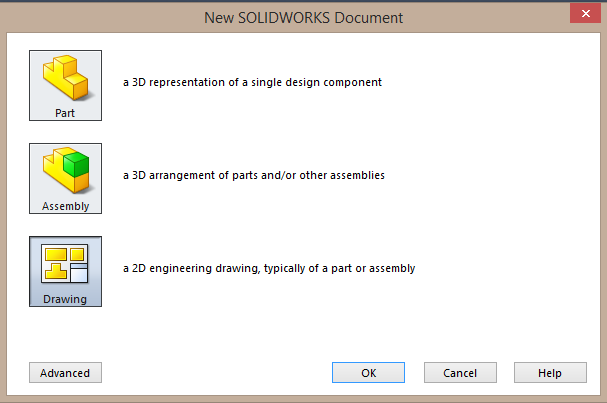 New SOLIDWORKS Document
Part
a 3D representation of a single design component
Assembly
a 3D arrangement of parts and/or other assemblies
Drawing
a 2D engineering drawing, typically of a part or assembly
Advanced
OK
Cancel
Help